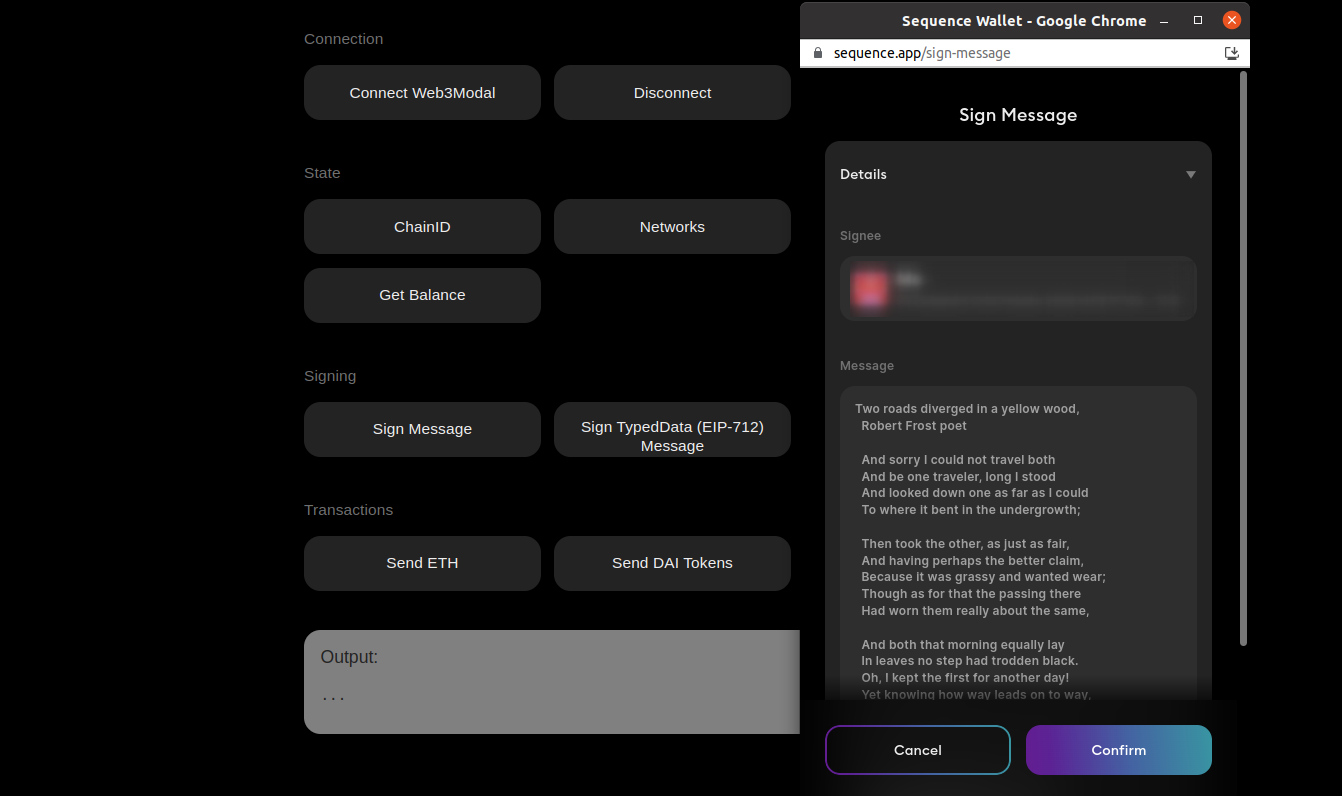 Connection
Connect Web3Modal
Disconnect
State
ChainID
Networks
Get Balance
Signing
Sign Message
Sign TypedData (EIP-712)
Message
Transactions
Send ETH
Send DAI Tokens
Output:
...
Sequence Wallet - Google Chrome
sequence.app/sign-message
Sign Message
Details
Signee
Message
Two roads diverged in a yellow wood,
Robert Frost poet
And sorry I could not travel both
And be one traveler, long I stood
And looked down one as far as I could
To where it bent in the undergrowth;
Then took the other, as just as fair,
And having perhaps the better claim,
Because it was grassy and wanted wear;
Though as for that the passing there
Had worn them really about the same,
And both that morning equally lay
In leaves no step had trodden black.
Oh, I kept the first for another day!
Yet knowing how way leads on to way,
Cancel
Confirm